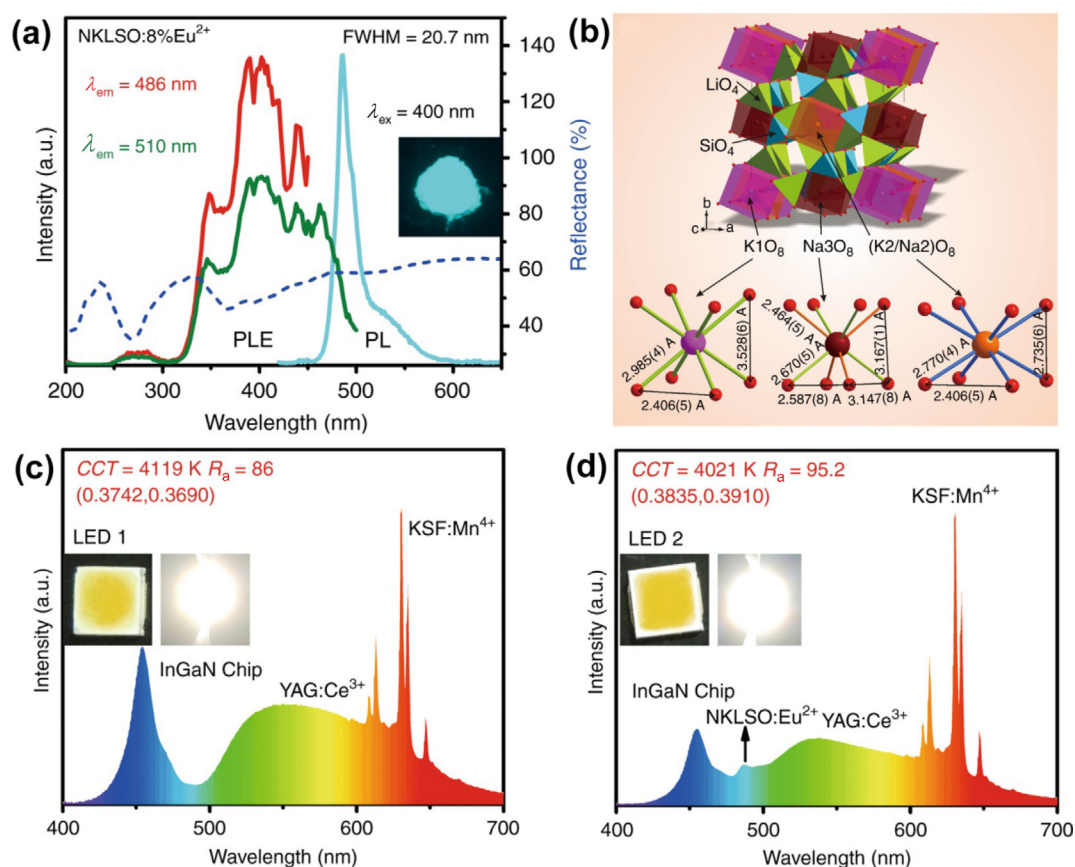 (a)
NKLSO:8%Eu²⁺
FWHM = 20.7 nm
λem = 486 nm
λem = 510 nm
λex = 400 nm
PLE
PL
Intensity (a.u.)
Reflectance (%)
140
120
100
80
60
40
200 300 400 500 600
Wavelength (nm)
(b)
LiO₄
SiO₄
b
c a
K1O₈ Na3O₈ (K2/Na2)O₈
2.985(4) A
3.528(6) A
2.406(5) A
2.464(5) A
2.670(5) A
3.167(1) A
2.587(8) A
3.147(8) A
2.770(4) A
2.735(6) A
2.406(5) A
(c)
CCT = 4119 K Ra = 86
(0.3742,0.3690)
KSF:Mn⁴⁺
LED 1
InGaN Chip
YAG:Ce³⁺
Intensity (a.u.)
400 500 600 700
Wavelength (nm)
(d)
CCT = 4021 K Ra = 95.2
(0.3835,0.3910)
KSF:Mn⁴⁺
LED 2
InGaN Chip
NKLSO:Eu²⁺
YAG:Ce³⁺
Intensity (a.u.)
400 500 600 700
Wavelength (nm)